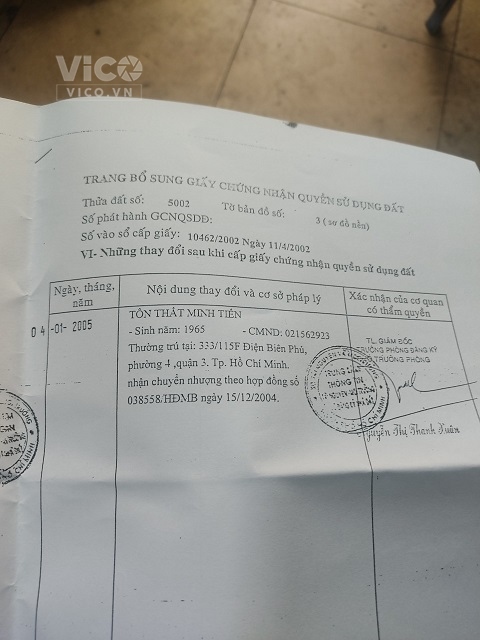 VICO
VICO.VN
TRANG BỔ SUNG GIẤY CHỨNG NHẬN QUYỀN SỬ DỤNG ĐẤT
Thửa đất số: 5002 Tờ bản đồ số: 3 ( sơ đồ nền)
Số phát hành GCNQSDĐ:
Số vào sổ cấp giấy: 10462/2002 Ngày 11/4/2002
VI- Những thay đổi sau khi cấp giấy chứng nhận quyền sử dụng đất
Ngày, tháng, năm
Nội dung thay đổi và cơ sở pháp lý
Xác nhận của cơ quan có thẩm quyền
04 -01- 2005
TÔN THẤT MINH TIẾN
- Sinh năm: 1965 - CMND: 021562923
Thường trú tại: 333/115F Điện Biên Phủ,
phường 4 ,quận 3. Tp. Hồ Chí Minh.
nhận chuyển nhượng theo hợp đồng số
038558/HĐMB ngày 15/12/2004.
TL. GIÁM ĐỐC
TRƯỞNG PHÒNG ĐĂNG KÝ
TRƯỞNG PHÒNG
TRUNG TÂM
THÔNG TIN
Nguyễn Thị Thanh Xuân